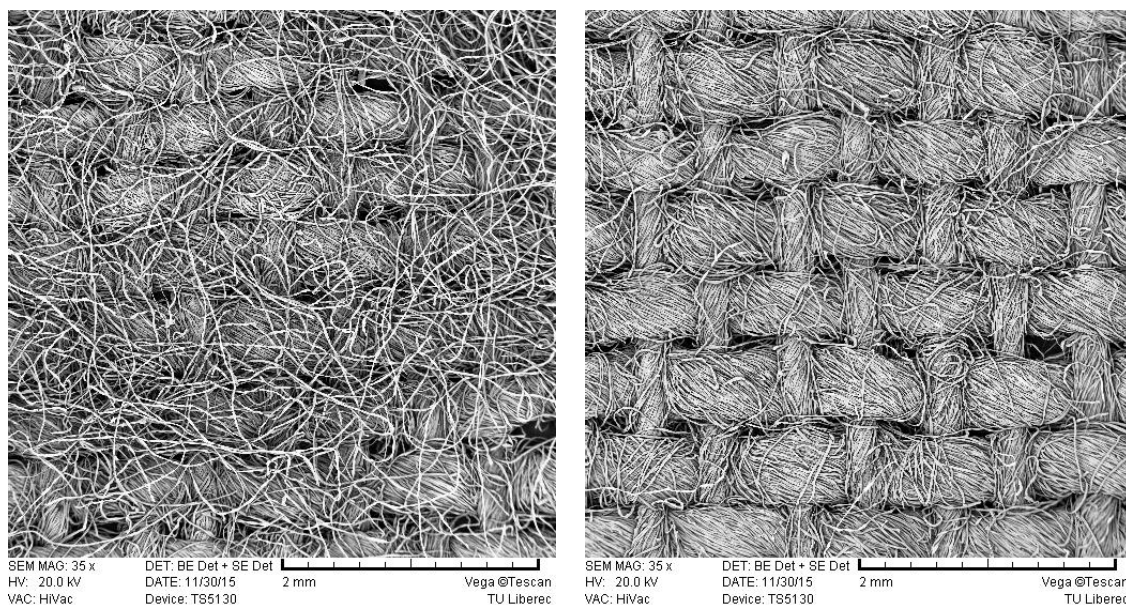 SEM MAG: 35 x DET: BE Det + SE Det
HV: 20.0 kV DATE: 11/30/15 2 mm Vega ©Tescan
VAC: HiVac Device: TS5130 TU Liberec
SEM MAG: 35 x DET: BE Det + SE Det
HV: 20.0 kV DATE: 11/30/15 2 mm Vega ©Tescan
VAC: HiVac Device: TS5130 TU Liberec